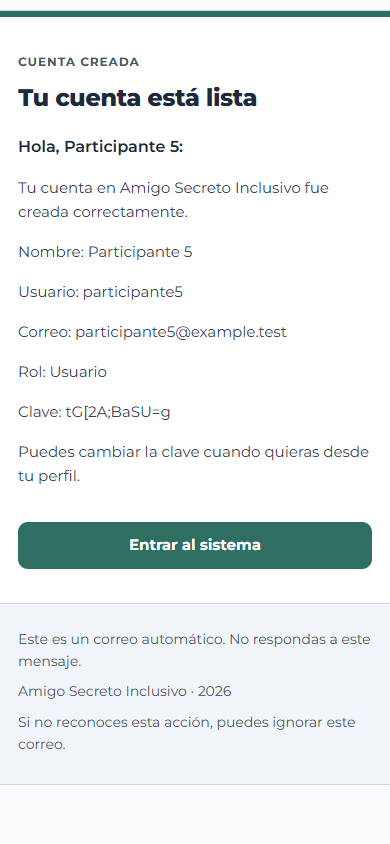 CUENTA CREADA
Tu cuenta está lista
Hola, Participante 5:
Tu cuenta en Amigo Secreto Inclusivo fue
creada correctamente.
Nombre: Participante 5
Usuario: participante5
Correo: participante5@example.test
Rol: Usuario
Clave: tG[2A;BaSU=g
Puedes cambiar la clave cuando quieras desde
tu perfil.
Entrar al sistema
Este es un correo automático. No respondas a este
mensaje.
Amigo Secreto Inclusivo · 2026
Si no reconoces esta acción, puedes ignorar este
correo.